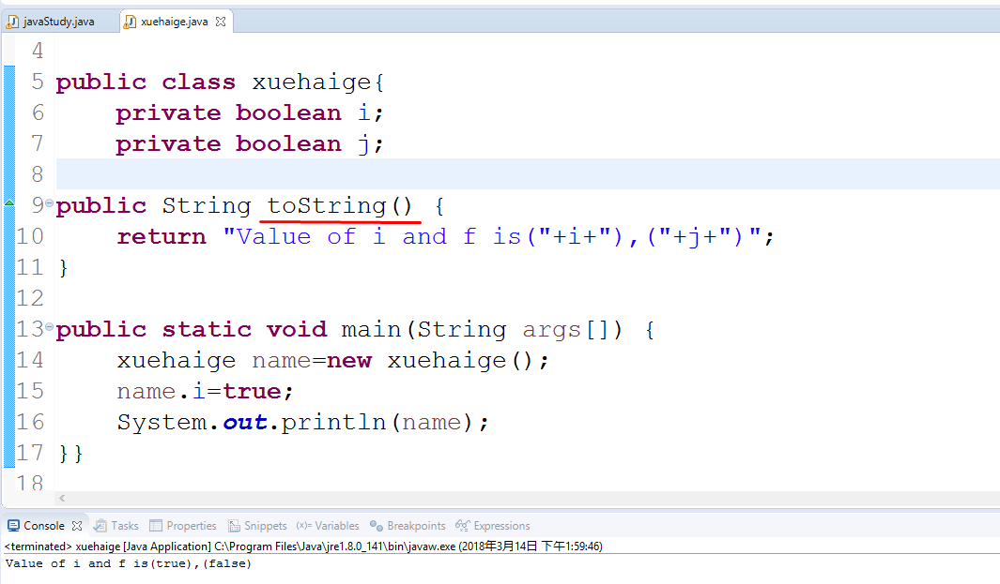 javaStudy.java xuehaige.java
4
5 public class xuehaige{
6 private boolean i;
7 private boolean j;
8
9 public String toString() {
10 return "Value of i and f is("+i+"),("+j+")";
11 }
12
13 public static void main(String args[]) {
14 xuehaige name=new xuehaige();
15 name.i=true;
16 System.out.println(name);
17 }}
18
Console Tasks Properties Snippets (x)= Variables Breakpoints Expressions
<terminated> xuehaige [Java Application] C:\Program Files\Java\jre1.8.0_141\bin\javaw.exe (2018年3月14日 下午1:59:46)
Value of i and f is(true),(false)